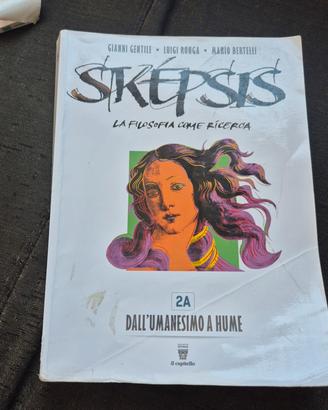 GIANNI GENTILE • LUIGI RONGA • MARIO BERTELLI
SKÉPSIS
LA FILOSOFIA COME RICERCA
2A
DALL'UMANESIMO A HUME
il capitello